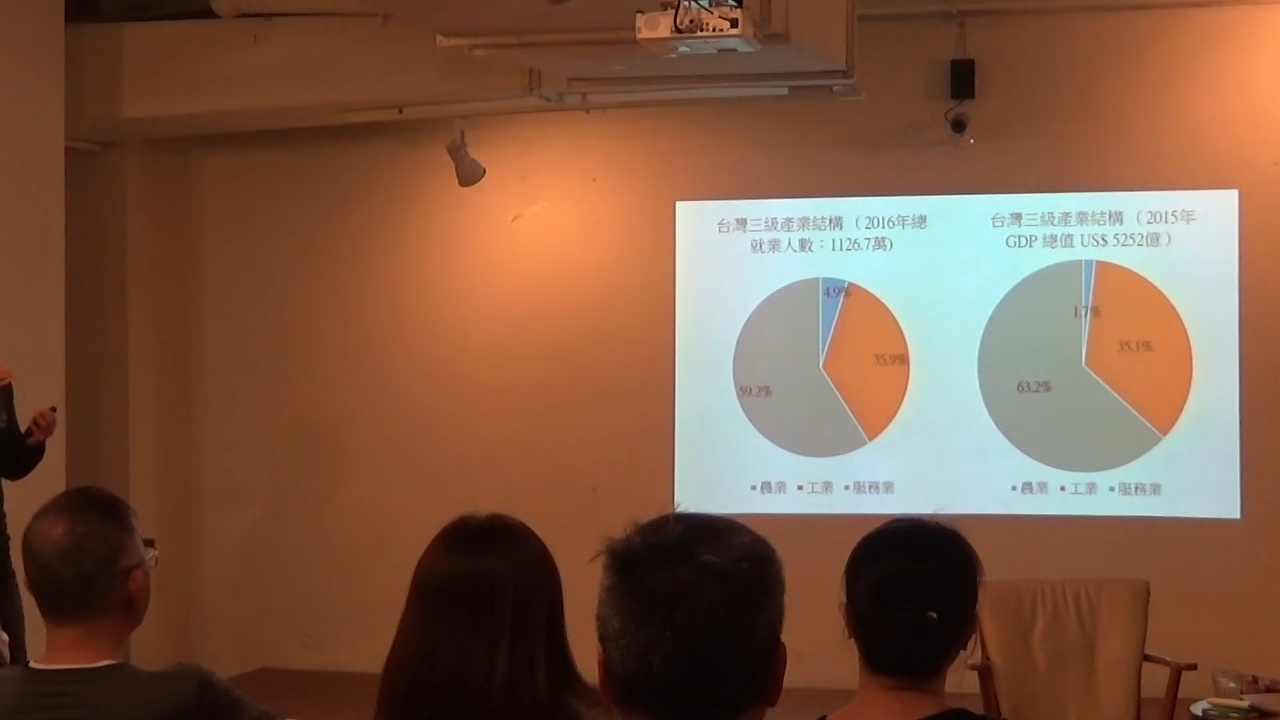 台灣三級產業結構（2016年總
就業人數：1126.7萬)
4.9%
35.9%
59.2%
▪農業 ▪工業 ▪服務業
台灣三級產業結構（2015年
GDP 總值 US$ 5252億）
1.7%
35.1%
63.2%
▪農業 ▪工業 ▪服務業